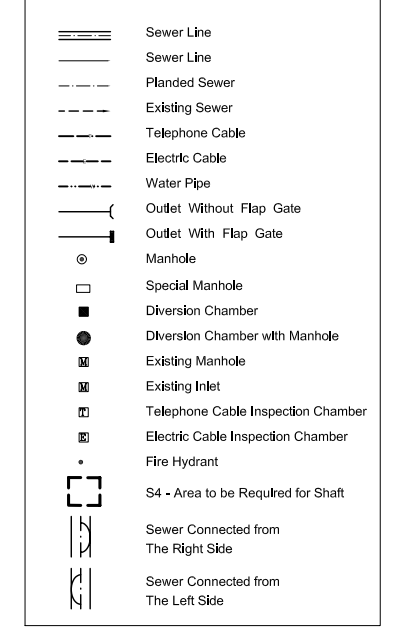 Sewer Line
Sewer Line
Planded Sewer
Existing Sewer
Telephone Cable
Electric Cable
Water Pipe
Outlet Without Flap Gate
Outlet With Flap Gate
Manhole
Special Manhole
Diversion Chamber
Diversion Chamber with Manhole
M Existing Manhole
M Existing Inlet
T Telephone Cable Inspection Chamber
E Electric Cable Inspection Chamber
Fire Hydrant
S4 - Area to be Required for Shaft
Sewer Connected from
The Right Side
Sewer Connected from
The Left Side